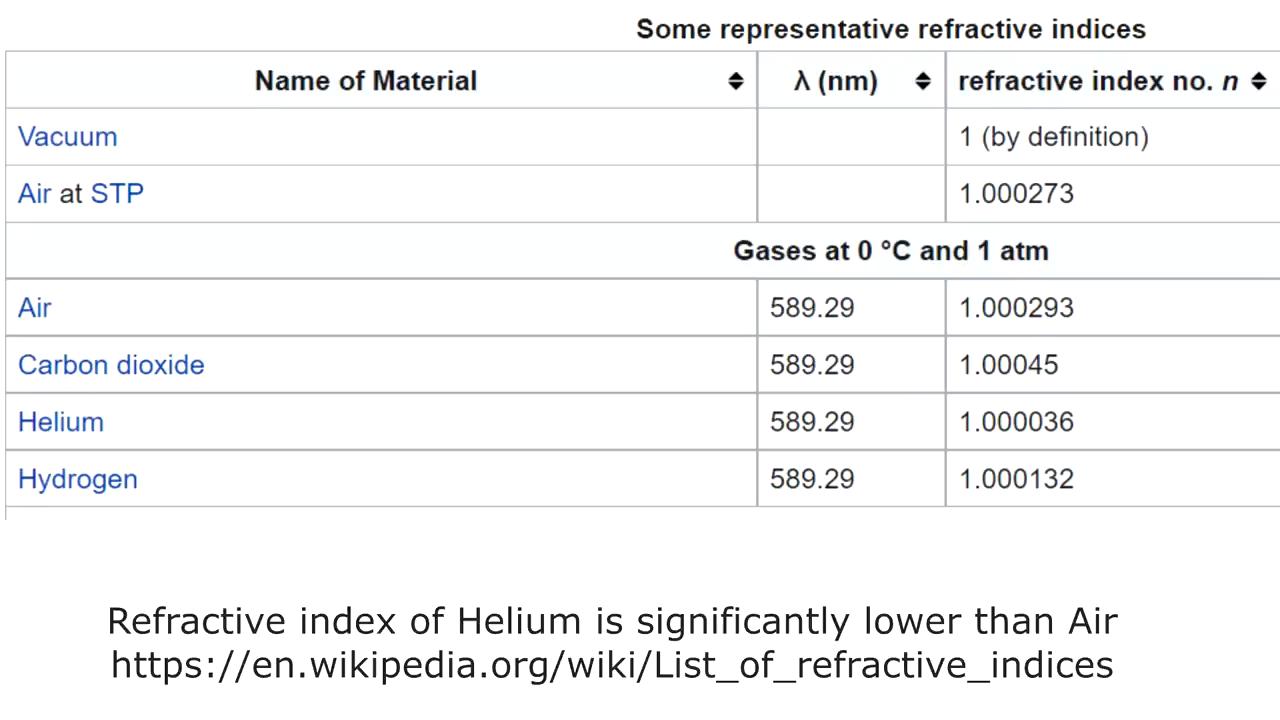 Some representative refractive indices
Name of Material λ (nm) refractive index no. n
Vacuum 1 (by definition)
Air at STP 1.000273
Gases at 0 °C and 1 atm
Air 589.29 1.000293
Carbon dioxide 589.29 1.00045
Helium 589.29 1.000036
Hydrogen 589.29 1.000132
Refractive index of Helium is significantly lower than Air
https://en.wikipedia.org/wiki/List_of_refractive_indices